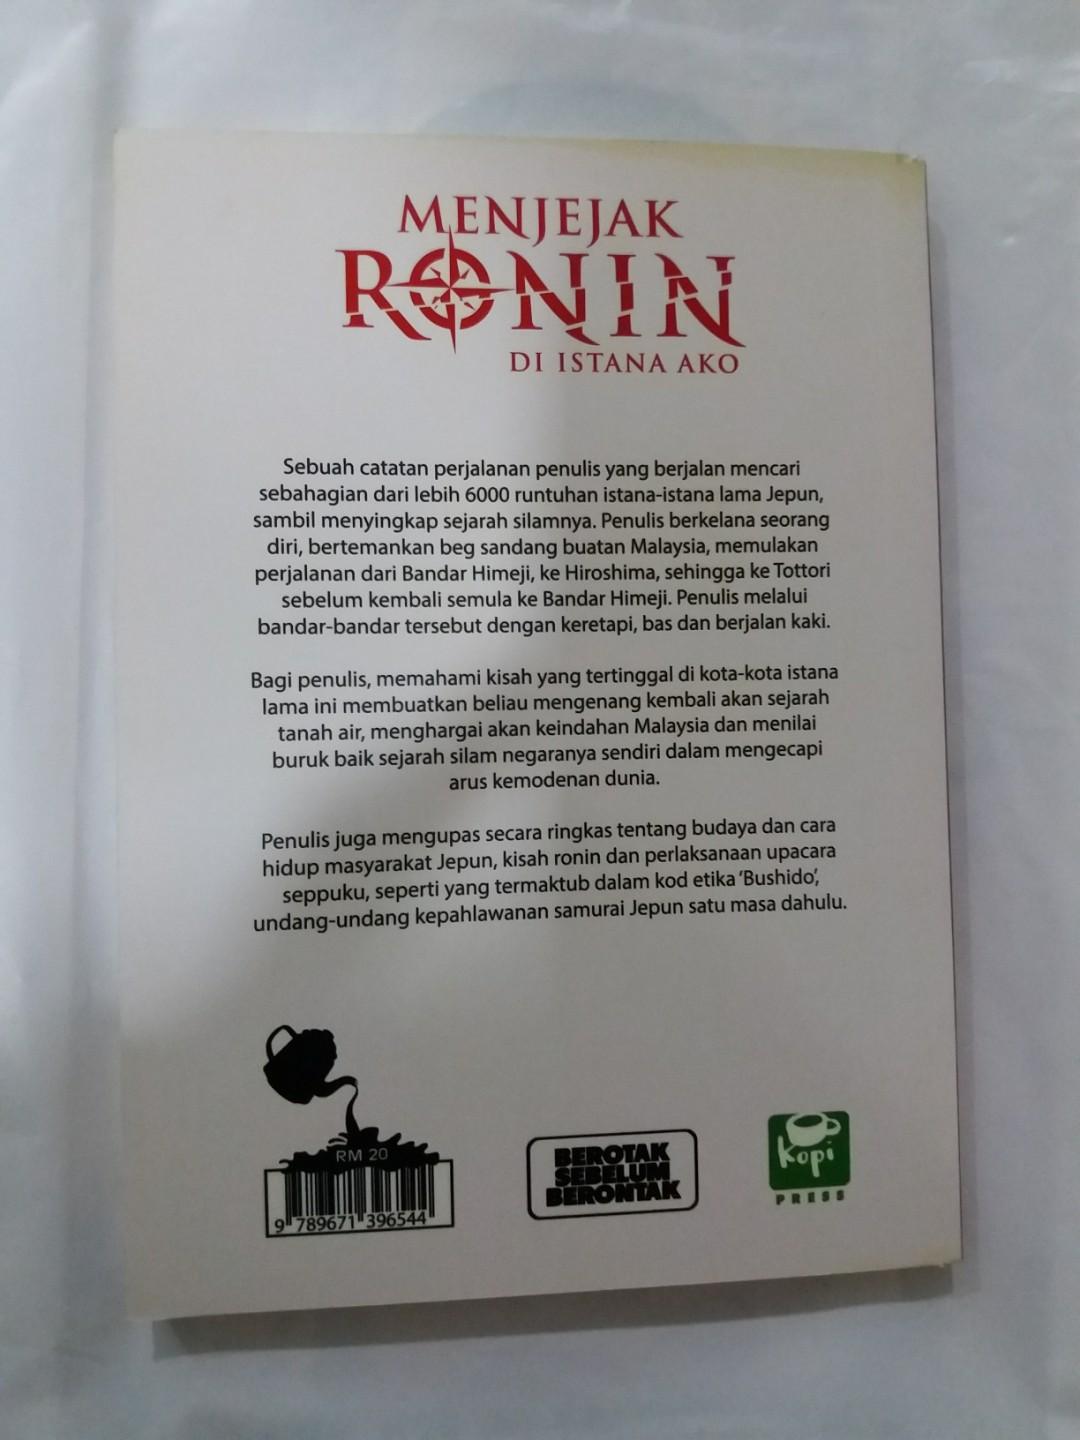 MENJEJAK
RONIN
DI ISTANA AKO
Sebuah catatan perjalanan penulis yang berjalan mencari
sebahagian dari lebih 6000 runtuhan istana-istana lama Jepun,
sambil menyingkap sejarah silamnya. Penulis berkelana seorang
diri, bertemankan beg sandang buatan Malaysia, memulakan
perjalanan dari Bandar Himeji, ke Hiroshima, sehingga ke Tottori
sebelum kembali semula ke Bandar Himeji. Penulis melalui
bandar-bandar tersebut dengan keretapi, bas dan berjalan kaki.
Bagi penulis, memahami kisah yang tertinggal di kota-kota istana
lama ini membuatkan beliau mengenang kembali akan sejarah
tanah air, menghargai akan keindahan Malaysia dan menilai
buruk baik sejarah silam negaranya sendiri dalam mengecapi
arus kemodenan dunia.
Penulis juga mengupas secara ringkas tentang budaya dan cara
hidup masyarakat Jepun, kisah ronin dan perlaksanaan upacara
seppuku, seperti yang termaktub dalam kod etika 'Bushido',
undang-undang kepahlawanan samurai Jepun satu masa dahulu.
RM 20
9 789671 396544
BEROTAK
SEBELUM
BERONTAK
Kopi
PRESS